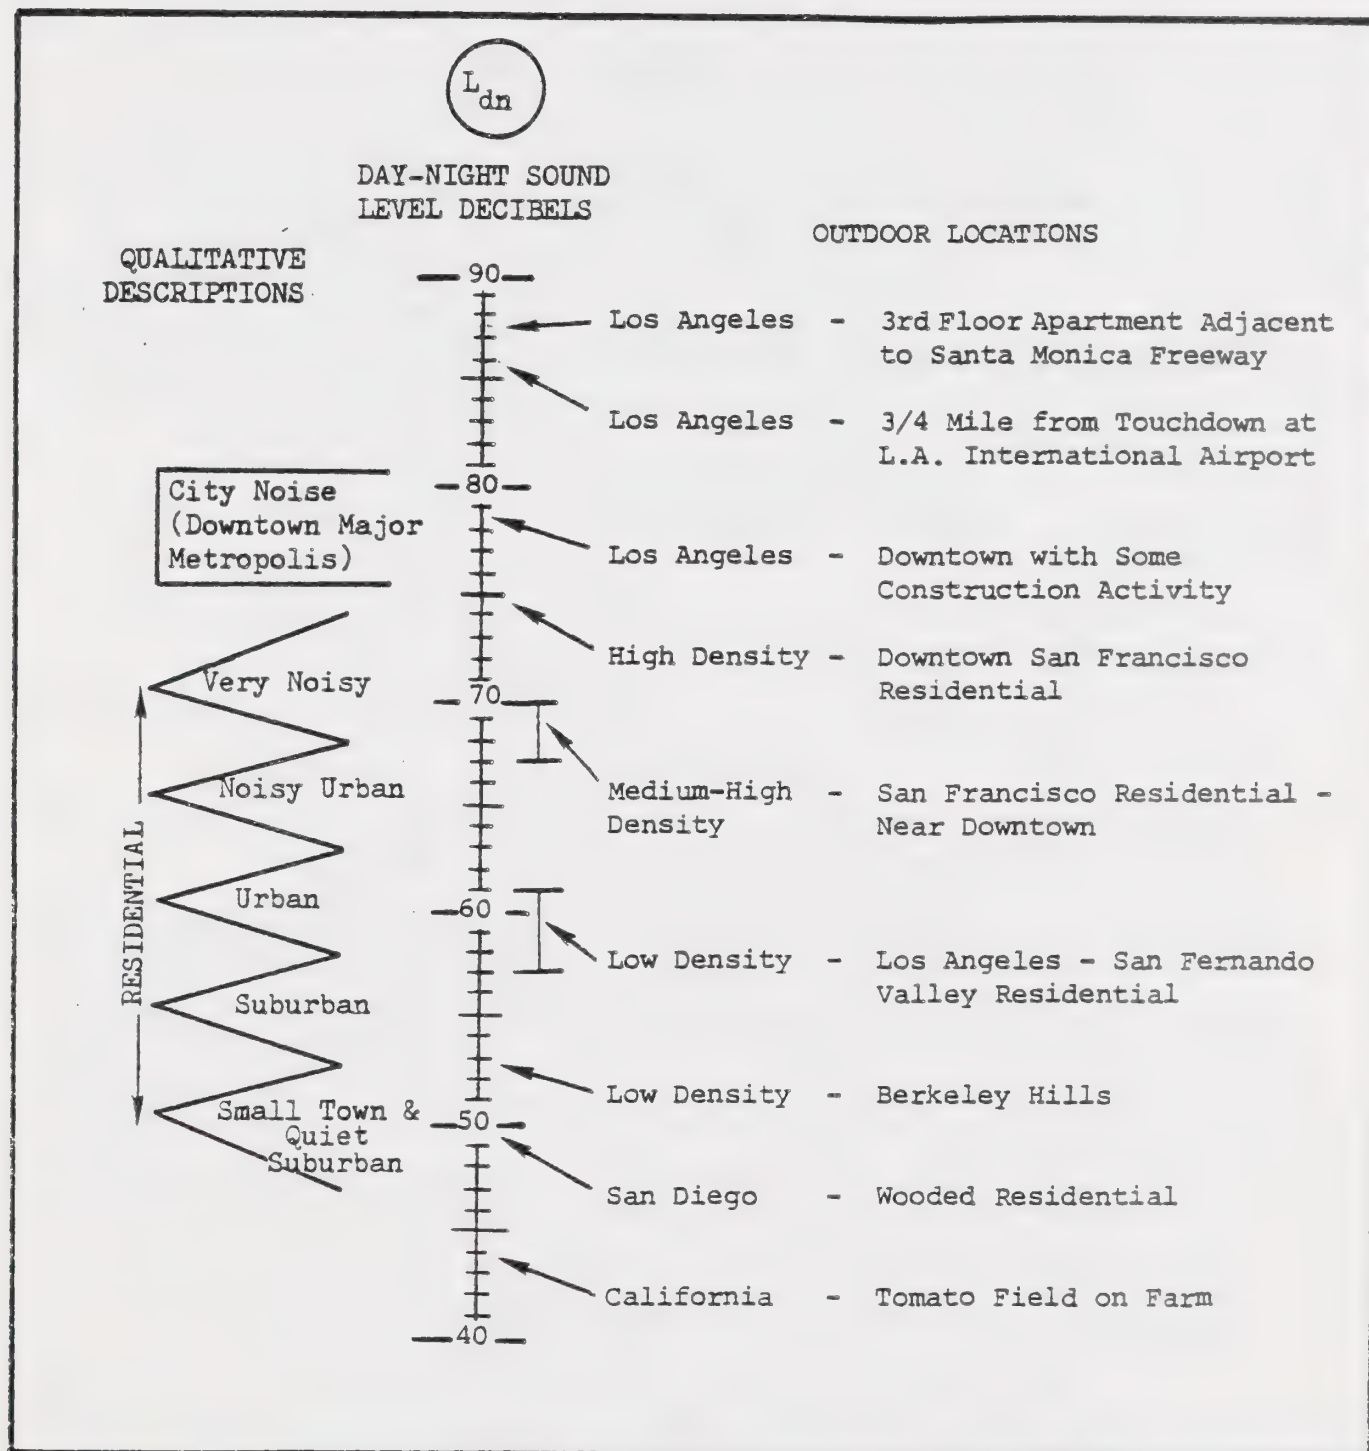 Ldn
DAY-NIGHT SOUND
LEVEL DECIBELS
QUALITATIVE
DESCRIPTIONS
OUTDOOR LOCATIONS
90
Los Angeles - 3rd Floor Apartment Adjacent
to Santa Monica Freeway
Los Angeles - 3/4 Mile from Touchdown at
L.A. International Airport
80
City Noise
(Downtown Major
Metropolis)
Los Angeles - Downtown with Some
Construction Activity
High Density - Downtown San Francisco
Residential
Very Noisy
70
Noisy Urban
Medium-High - San Francisco Residential -
Density Near Downtown
RESIDENTIAL
Urban
60
Low Density - Los Angeles - San Fernando
Valley Residential
Suburban
Low Density - Berkeley Hills
Small Town &
Quiet
Suburban
50
San Diego - Wooded Residential
California - Tomato Field on Farm
40